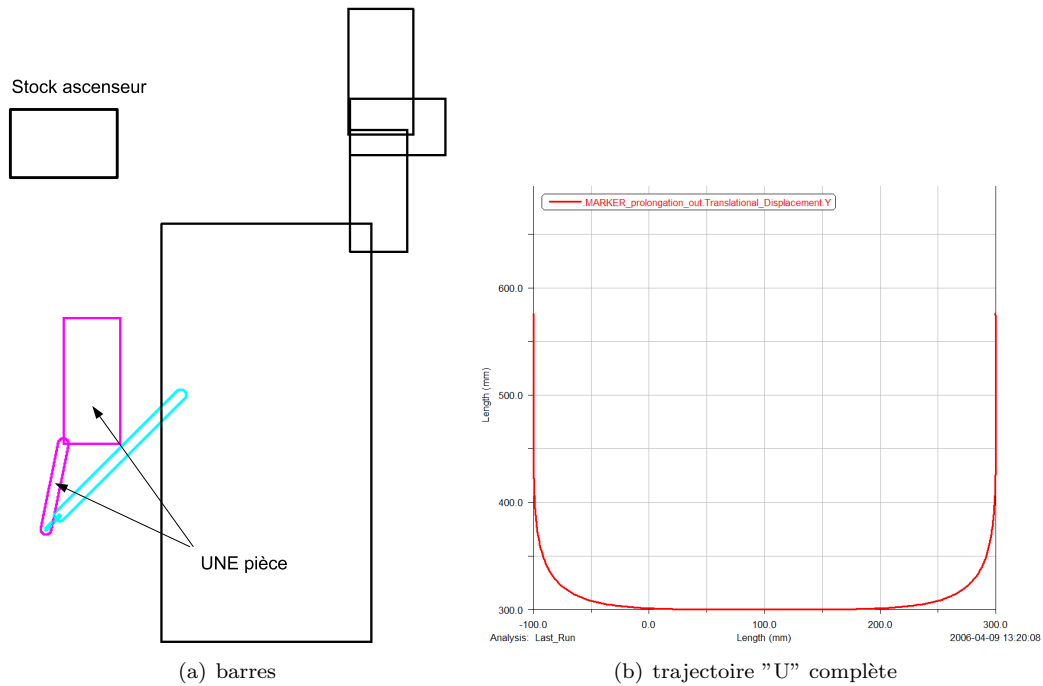 Stock ascenseur
UNE pièce
(a) barres
MARKER_prolongation_out.Translational_Displacement.Y
Length (mm)
600.0
500.0
400.0
300.0
-100.0 0.0 100.0 200.0 300.0
Analysis: Last_Run Length (mm) 2006-04-09 13:20:08
(b) trajectoire ”U” complète